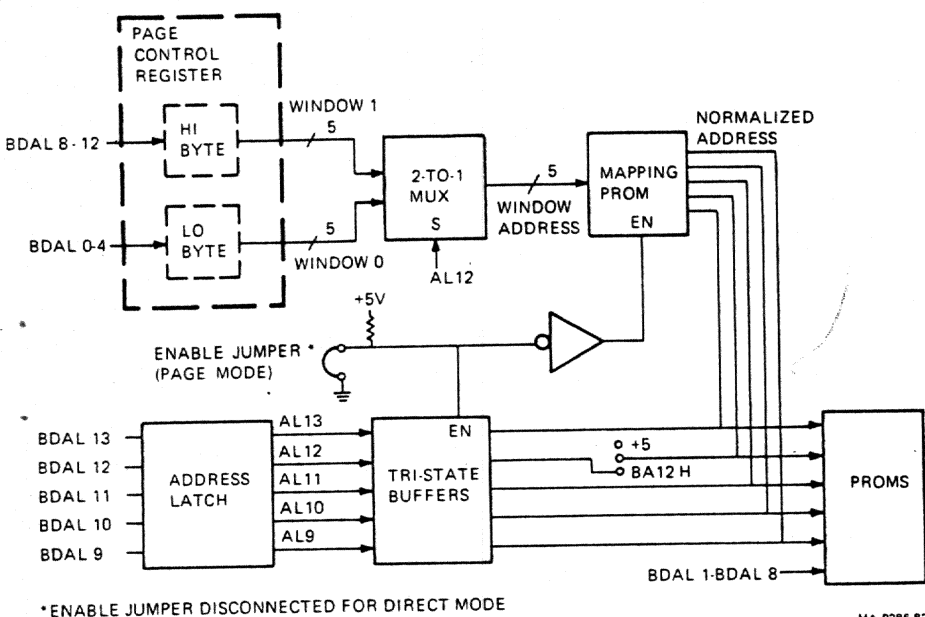 PAGE
CONTROL
REGISTER
BDAL 8-12
HI
BYTE
WINDOW 1
5
BDAL 0-4
LO
BYTE
5
WINDOW 0
2-TO-1
MUX
S
AL12
5
WINDOW
ADDRESS
MAPPING
PROM
EN
NORMALIZED
ADDRESS
+5V
ENABLE JUMPER *
(PAGE MODE)
BDAL 13
BDAL 12
BDAL 11
BDAL 10
BDAL 9
ADDRESS
LATCH
AL13
AL12
AL11
AL10
AL9
EN
TRI-STATE
BUFFERS
+5
BA12 H
PROMS
BDAL 1-BDAL 8
*ENABLE JUMPER DISCONNECTED FOR DIRECT MODE